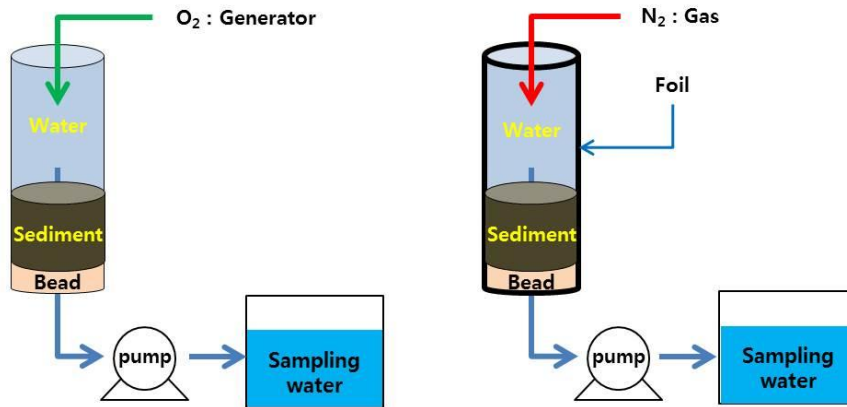 O₂ : Generator
Water
Sediment
Bead
pump
Sampling
water
N₂ : Gas
Foil
Water
Sediment
Bead
pump
Sampling
water